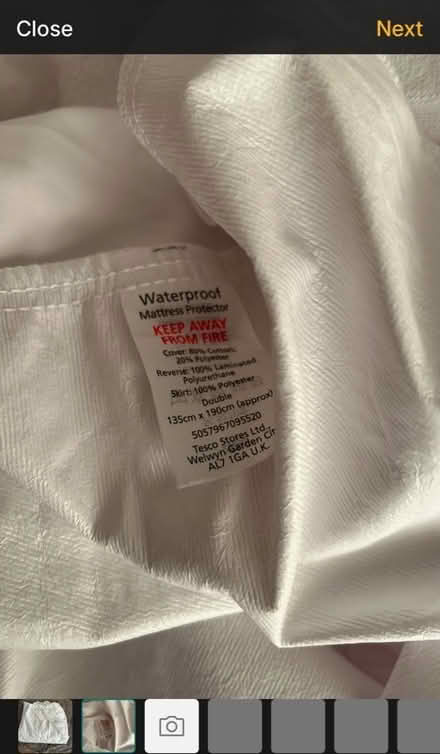 Close
Next
Waterproof
Mattress Protector
KEEP AWAY
FROM FIRE
Cover: 80% Cotton,
20% Polyester
Reverse: 100% Laminated
Polyurethane
Skirt: 100% Polyester
Double
135cm x 190cm (approx)
5057967095520
Tesco Stores Ltd
Welwyn Garden
AL7 1GA U.K.